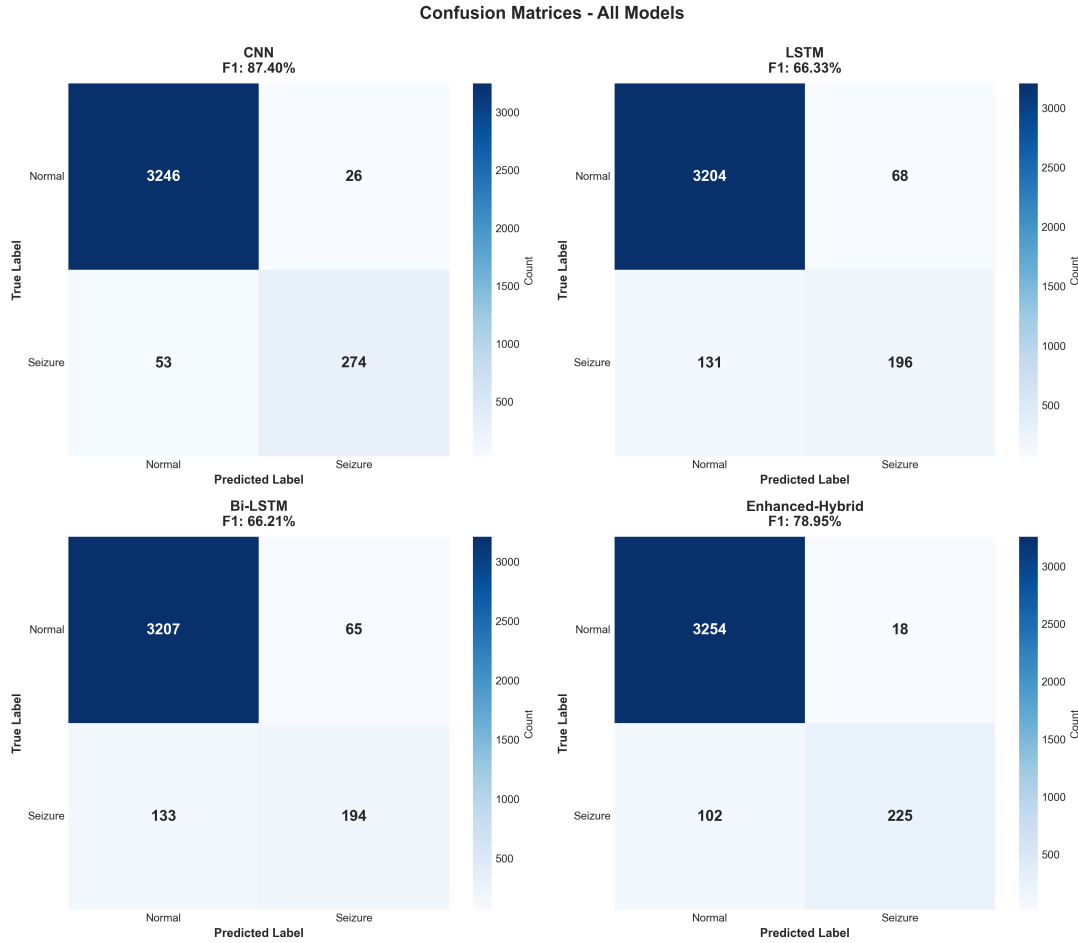 Confusion Matrices - All Models
CNN
F1: 87.40%
True Label
Normal
Seizure
3246
26
53
274
Normal
Seizure
Predicted Label
3000
2500
2000
1500
1000
500
Count
LSTM
F1: 66.33%
True Label
Normal
Seizure
3204
68
131
196
Normal
Seizure
Predicted Label
3000
2500
2000
1500
1000
500
Count
Bi-LSTM
F1: 66.21%
True Label
Normal
Seizure
3207
65
133
194
Normal
Seizure
Predicted Label
3000
2500
2000
1500
1000
500
Count
Enhanced-Hybrid
F1: 78.95%
True Label
Normal
Seizure
3254
18
102
225
Normal
Seizure
Predicted Label
3000
2500
2000
1500
1000
500
Count